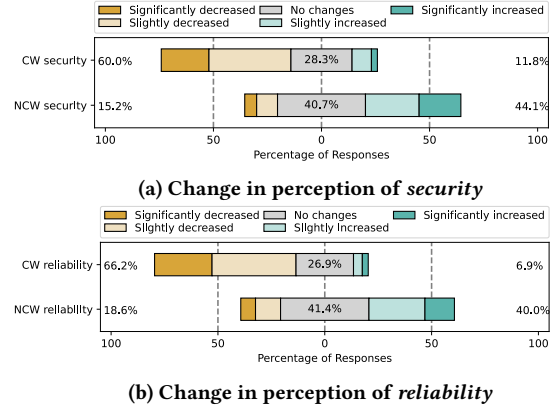 Significantly decreased No changes Significantly increased
Slightly decreased Slightly increased
CW security 60.0% 28.3% 11.8%
NCW security 15.2% 40.7% 44.1%
100 50 0 50 100
Percentage of Responses
(a) Change in perception of security
Significantly decreased No changes Significantly increased
Slightly decreased Slightly Increased
CW reliability 66.2% 26.9% 6.9%
NCW reliability 18.6% 41.4% 40.0%
100 50 0 50 100
Percentage of Responses
(b) Change in perception of reliability